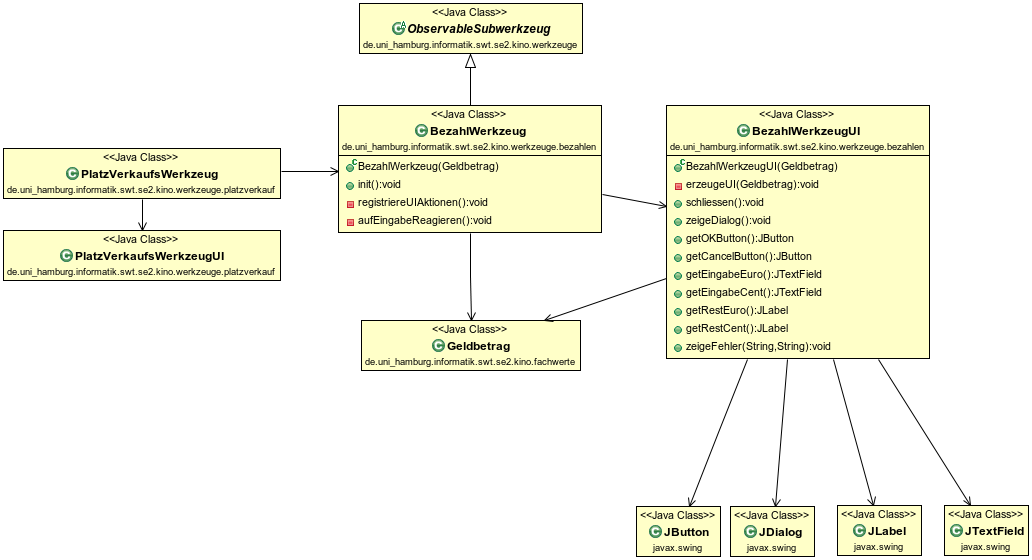 <<Java Class>>
ObservableSubwerkzeug
de.uni_hamburg.informatik.swt.se2.kino.werkzeuge
<<Java Class>>
BezahlWerkzeug
de.uni_hamburg.informatik.swt.se2.kino.werkzeuge.bezahlen
BezahlWerkzeug(Geldbetrag)
init():void
registriereUIAktionen():void
aufEingabeReagieren():void
<<Java Class>>
BezahlWerkzeugUI
de.uni_hamburg.informatik.swt.se2.kino.werkzeuge.bezahlen
BezahlWerkzeugUI(Geldbetrag)
erzeugeUI(Geldbetrag):void
schliessen():void
zeigeDialog():void
getOKButton():JButton
getCancelButton():JButton
getEingabeEuro():JTextField
getEingabeCent():JTextField
getRestEuro():JLabel
getRestCent():JLabel
zeigeFehler(String,String):void
<<Java Class>>
PlatzVerkaufsWerkzeug
de.uni_hamburg.informatik.swt.se2.kino.werkzeuge.platzverkauf
<<Java Class>>
PlatzVerkaufsWerkzeugUI
de.uni_hamburg.informatik.swt.se2.kino.werkzeuge.platzverkauf
<<Java Class>>
Geldbetrag
de.uni_hamburg.informatik.swt.se2.kino.fachwerte
<<Java Class>>
JButton
javax.swing
<<Java Class>>
JDialog
javax.swing
<<Java Class>>
JLabel
javax.swing
<<Java Class>>
JTextField
javax.swing